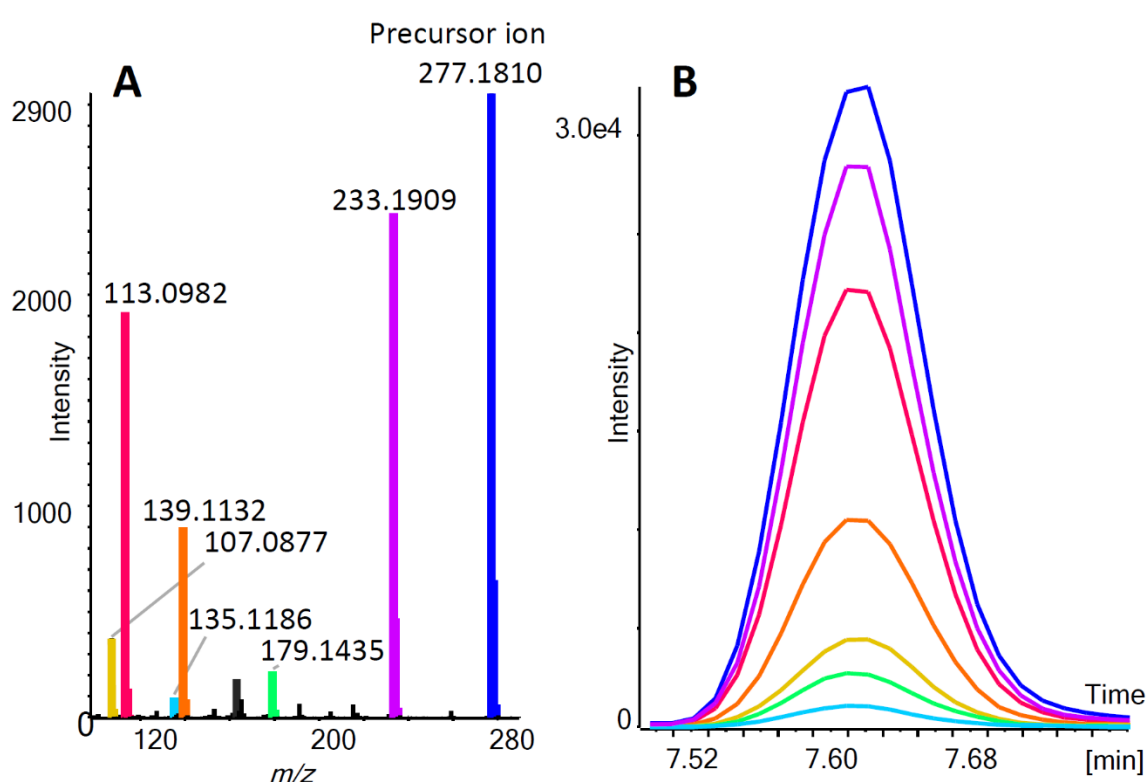 Precursor ion
277.1810
A
2900
233.1909
113.0982
2000
Intensity
1000
139.1132
107.0877
135.1186
179.1435
0
120
200
280
m/z
B
3.0e4
Intensity
0
Time
7.52
7.60
7.68
[min]